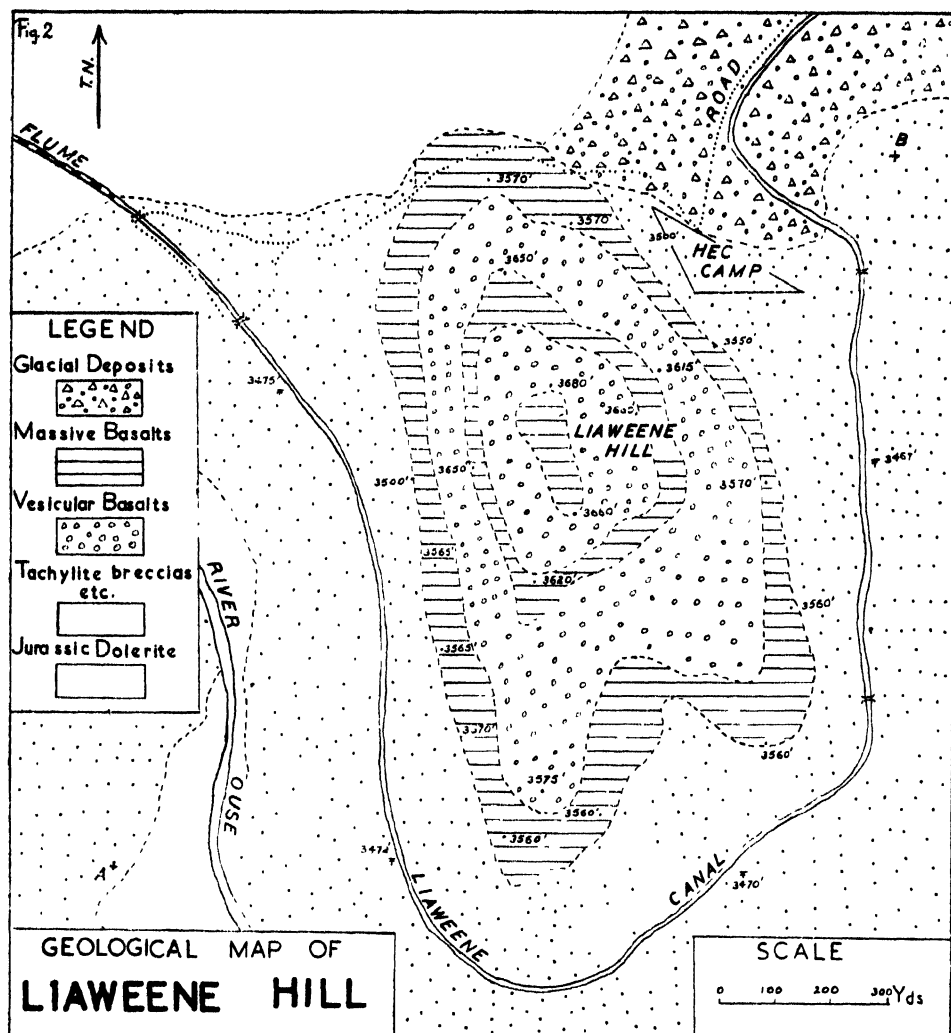 Fig.2
T.N.
FLUME
ROAD
B
3570'
3570'
3500'
HEC
CAMP
3650'
LEGEND
Glacial Deposits
Massive Basalts
Vesicular Basalts
Tachylite breccias
etc.
Jurassic Dolerite
3475'
3550'
3615'
3680'
LIAWEENE
HILL
3467'
3650'
3500'
3570'
3660'
3565'
3620'
3560'
RIVER
OUSE
3565'
3570'
3560'
3575'
3560'
3560'
A
3472'
LIAWEENE
CANAL
3470'
GEOLOGICAL MAP OF
LIAWEENE HILL
SCALE
0 100 200 300 Yds